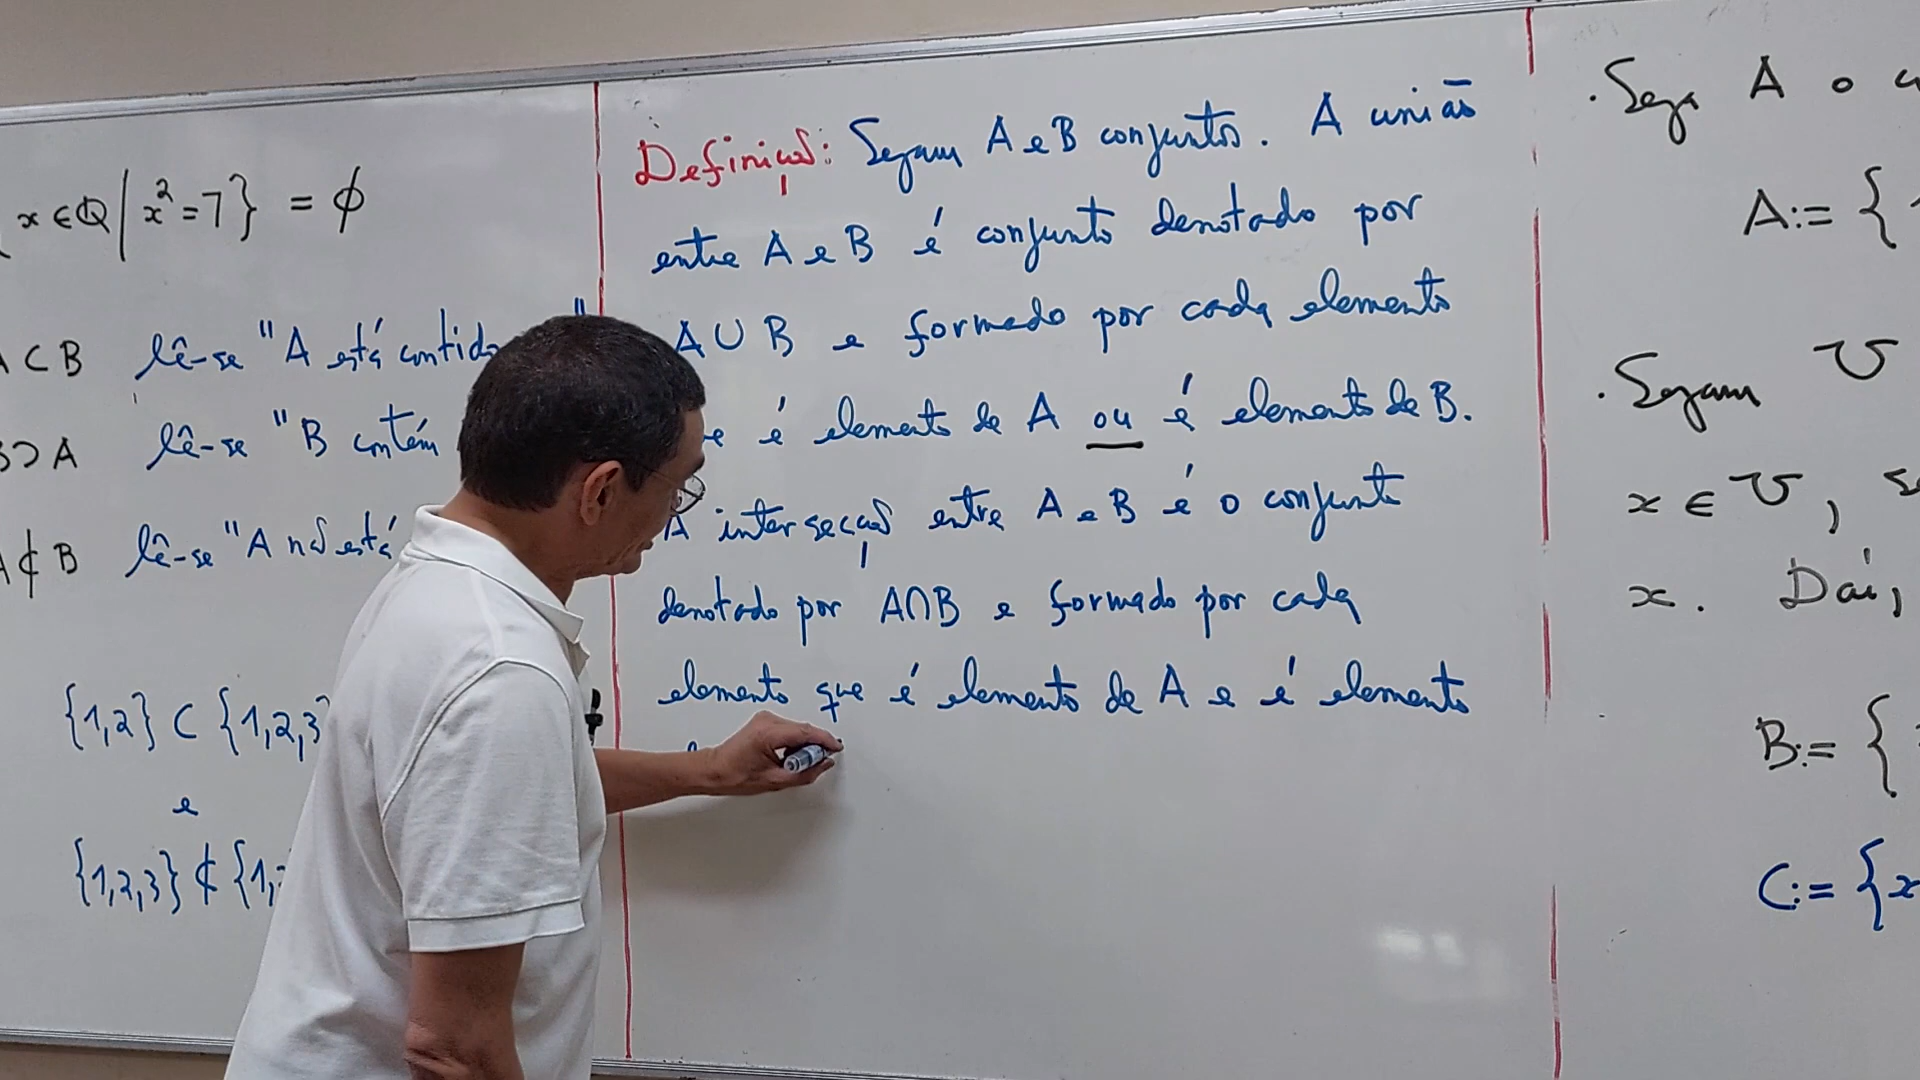 x ∈ ℚ | x² = 7} = ϕ
A ⊂ B lê-se "A está contido "
⊃ A lê-se "B contém
A ⊄ B lê-se "A não está
{1,2} ⊂ {1,2,3
e
{1,2,3} ⊄ {1,
Definição: Sejam A e B conjuntos. A união
entre A e B é conjunto denotado por
A ∪ B e formado por cada elemento
é elemento de A ou é elemento de B.
A intersecção entre A e B é o conjunto
denotado por A∩B e formado por cada
elemento que é elemento de A e é elemento
. Seja A o
A:= {
. Sejam U
x ∈ U,
x. Daí,
B:= {
C:= {x